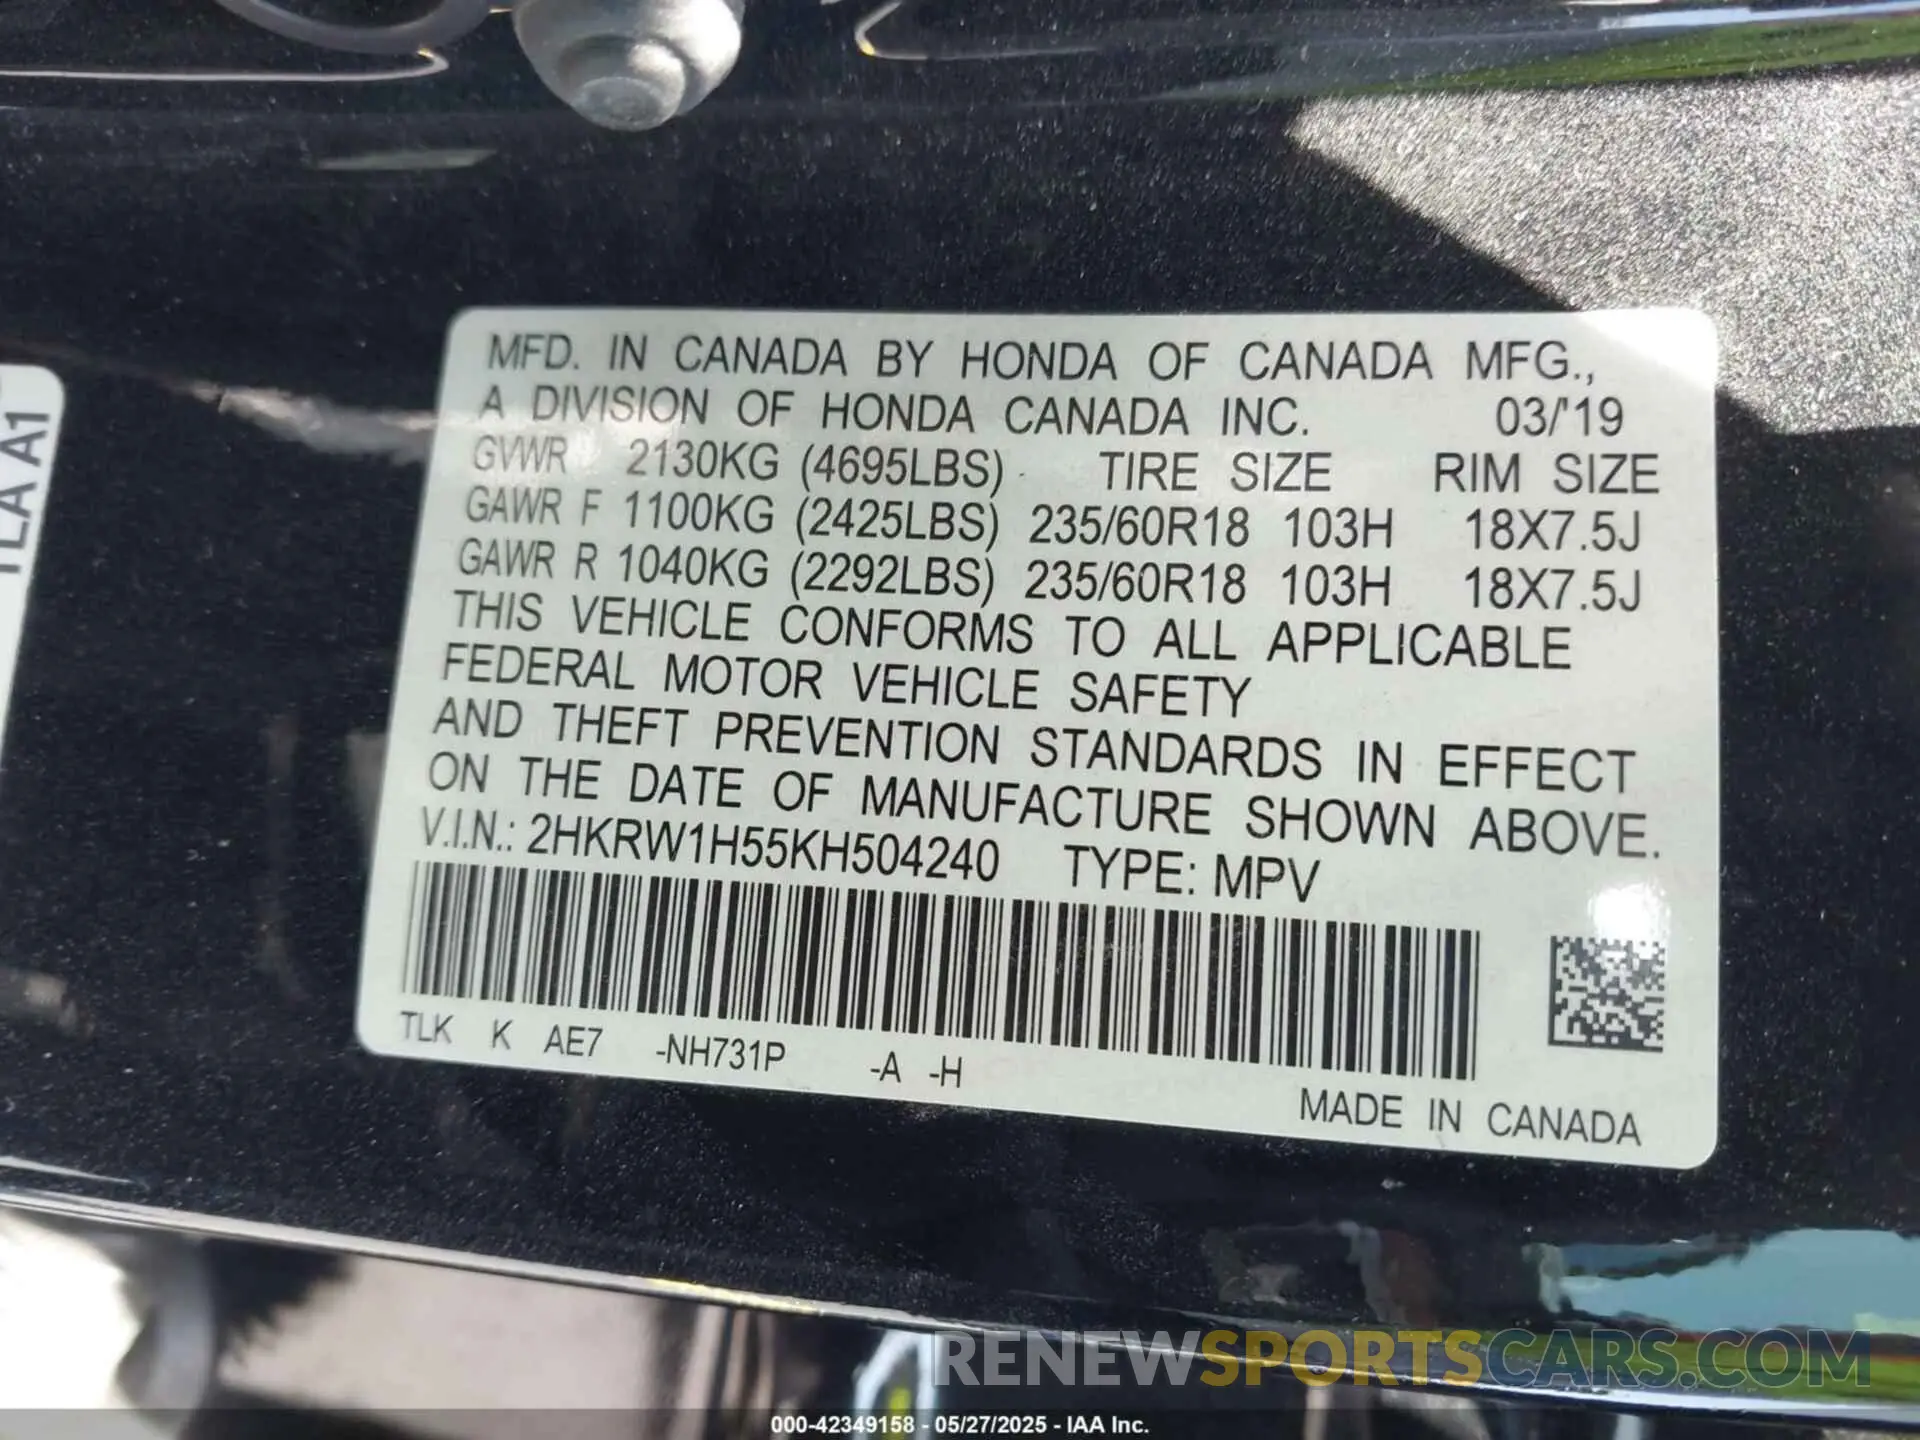 MFD. IN CANADA BY HONDA OF CANADA MFG.,
A DIVISION OF HONDA CANADA INC. 03/'19
GVWR 2130KG (4695LBS) TIRE SIZE RIM SIZE
GAWR F 1100KG (2425LBS) 235/60R18 103H 18X7.5J
GAWR R 1040KG (2292LBS) 235/60R18 103H 18X7.5J
THIS VEHICLE CONFORMS TO ALL APPLICABLE
FEDERAL MOTOR VEHICLE SAFETY
AND THEFT PREVENTION STANDARDS IN EFFECT
ON THE DATE OF MANUFACTURE SHOWN ABOVE.
V.I.N.: 2HKRW1H55KH504240 TYPE: MPV
TLK K AE7 -NH731P -A -H
MADE IN CANADA
TLA A1
RENEWSPORTSCARS.COM
000-42349158 - 05/27/2025 - IAA Inc.